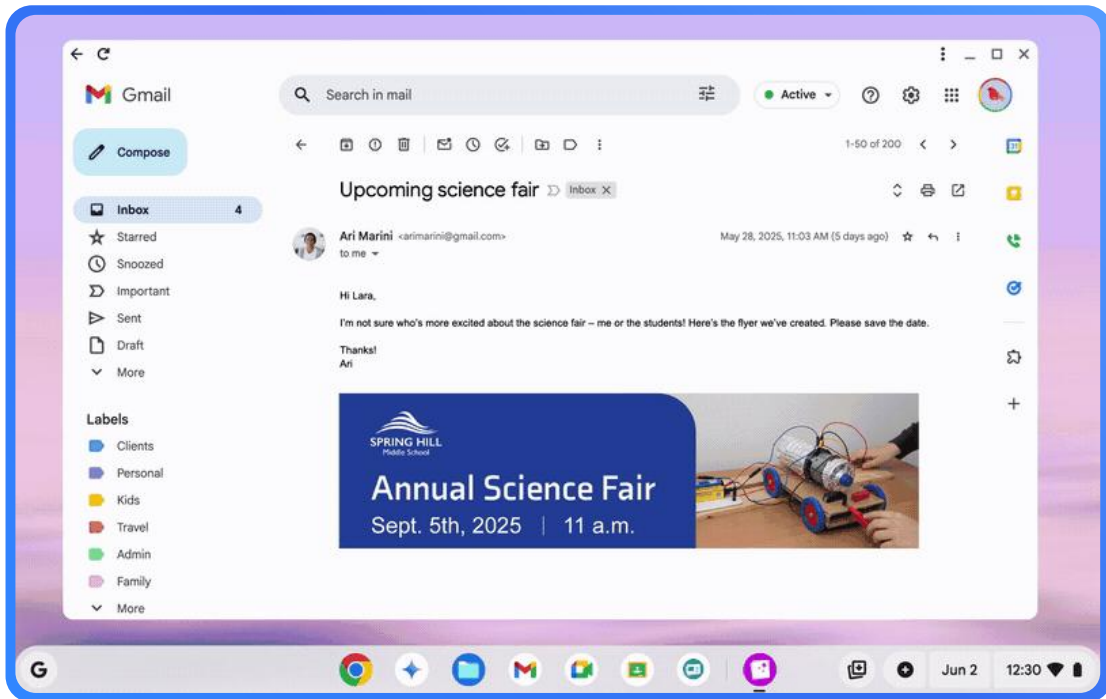 Gmail
Search in mail
Active
Compose
1-50 of 200
31
Upcoming science fair
Inbox
Inbox 4
Ari Marini <arimarini@gmail.com>
May 28, 2025, 11:03 AM (5 days ago)
to me
Starred
Snoozed
Important
Sent
Draft
More
Hi Lara,
I'm not sure who's more excited about the science fair – me or the students! Here's the flyer we've created. Please save the date.
Thanks!
Ari
Labels
Clients
Personal
Kids
Travel
Admin
Family
More
SPRING HILL
Middle School
Annual Science Fair
Sept. 5th, 2025 | 11 a.m.
G
Jun 2
12:30